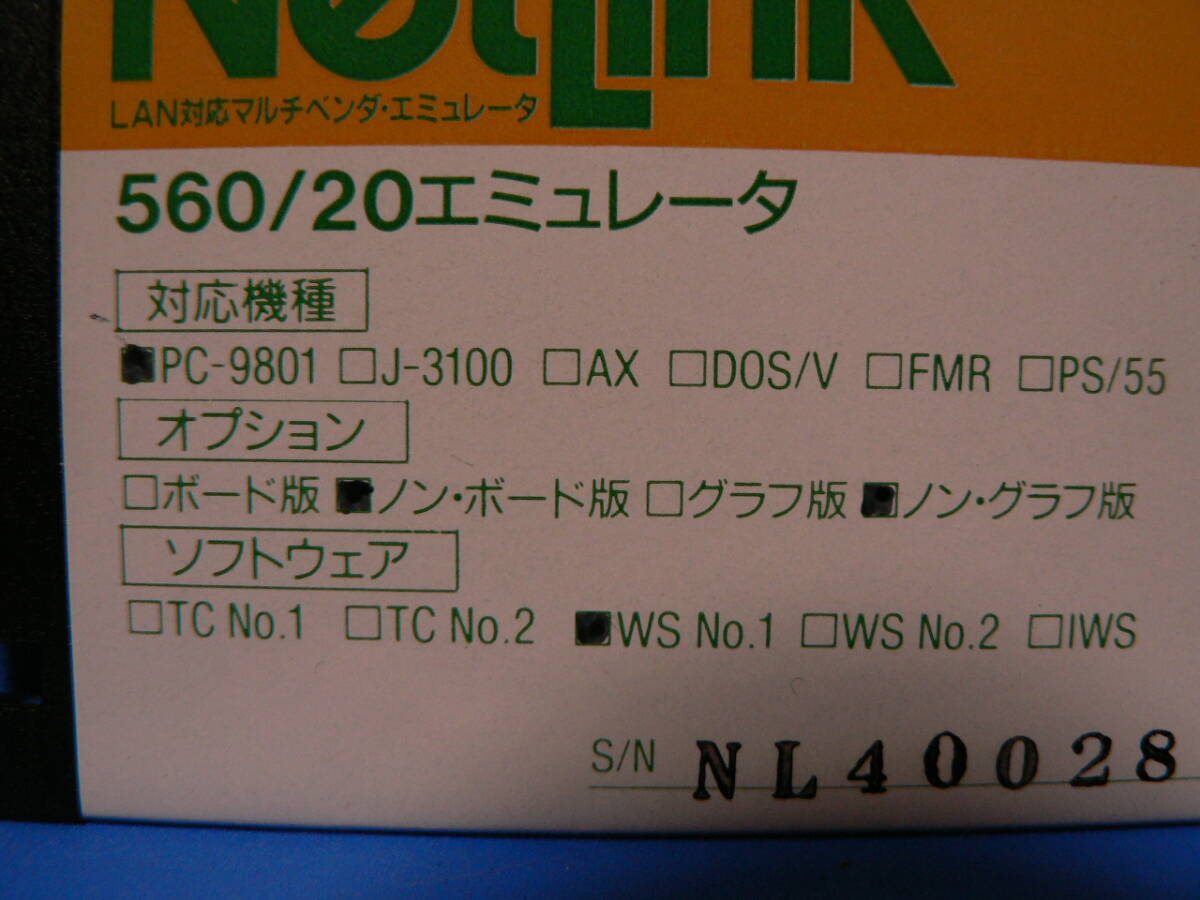 NetLink
LAN対応マルチベンダ・エミュレータ
560/20エミュレータ
対応機種
■PC-9801 □J-3100 □AX □DOS/V □FMR □PS/55
オプション
□ボード版 ■ノン・ボード版 □グラフ版 ■ノン・グラフ版
ソフトウェア
□TC No.1 □TC No.2 ■WS No.1 □WS No.2 □IWS
S/N NL40028